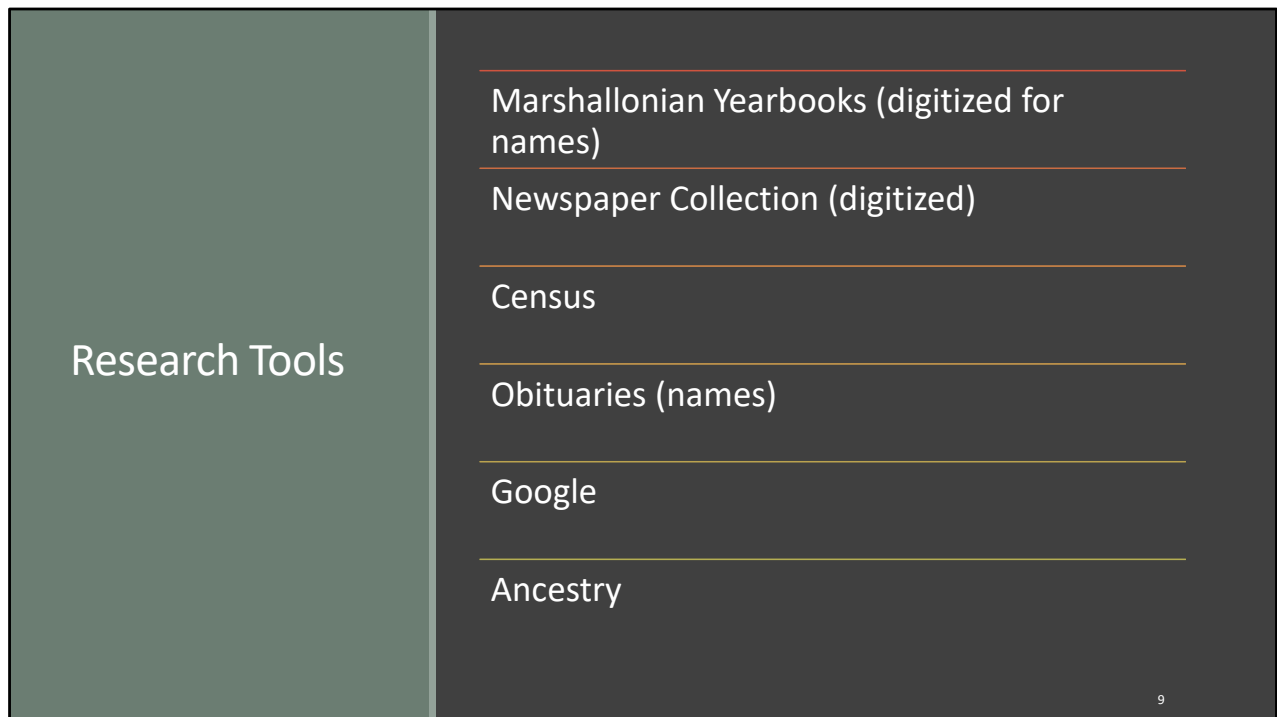 Research Tools
Marshallonian Yearbooks (digitized for
names)
Newspaper Collection (digitized)
Census
Obituaries (names)
Google
Ancestry
9